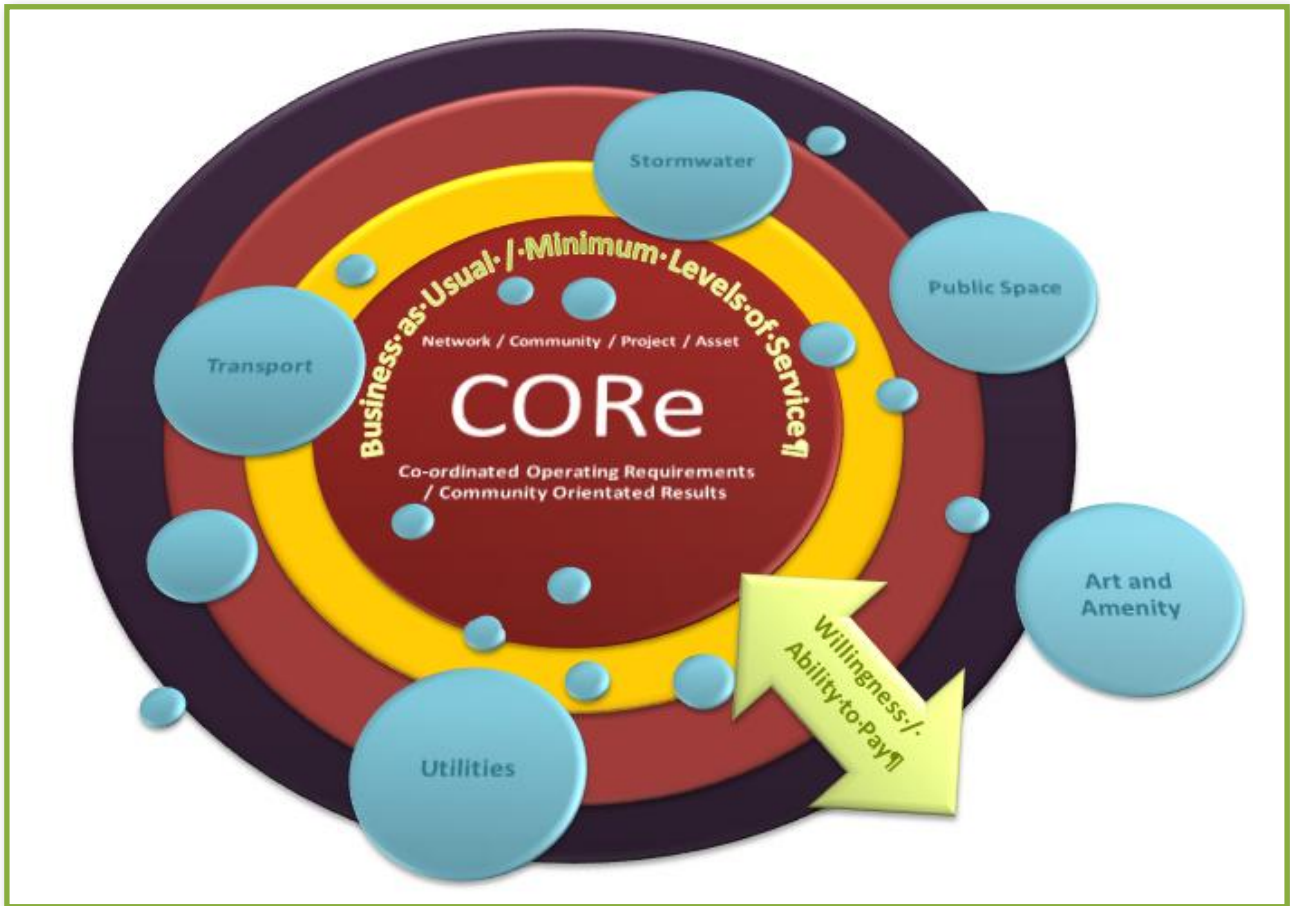 Stormwater
Public Space
Business·as·Usual·/·Minimum·Levels·of·Service¶
Network / Community / Project / Asset
Transport
CORe
Co-ordinated Operating Requirements
/ Community Orientated Results
Art and
Amenity
Willingness·/·
Ability·to·Pay¶
Utilities